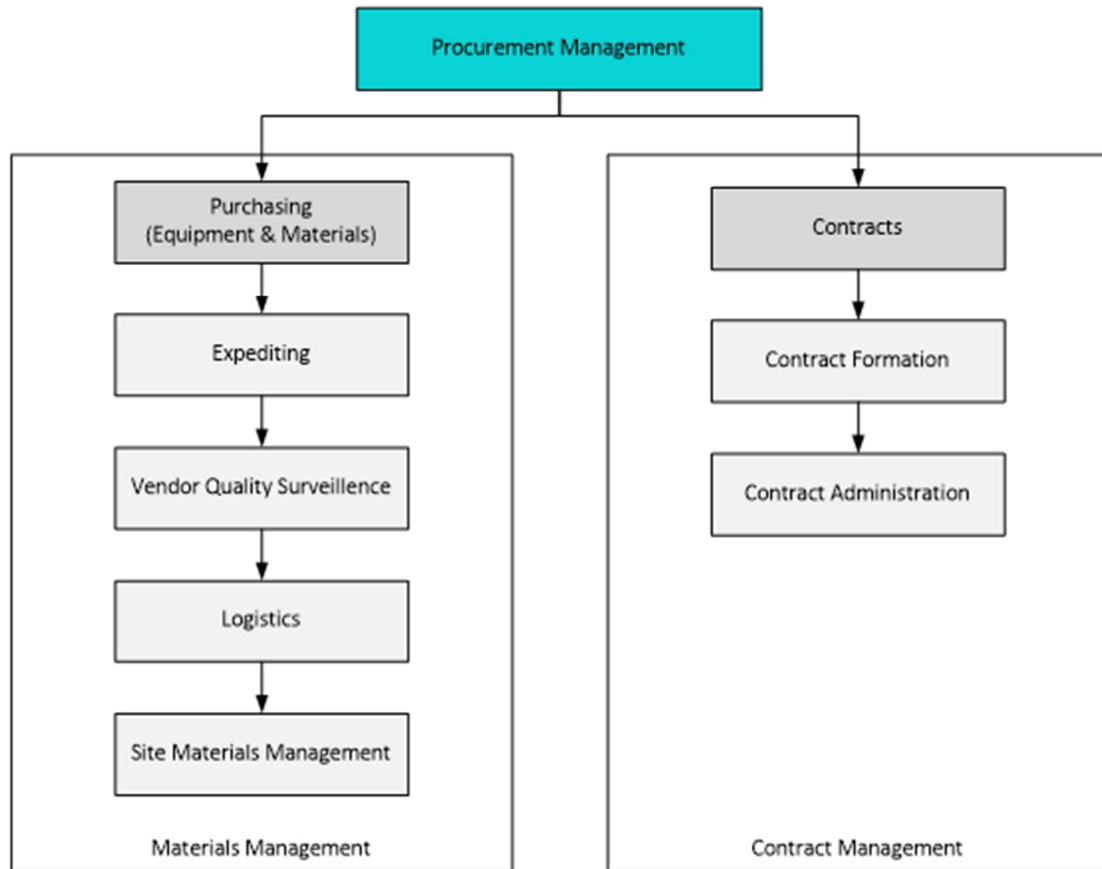 Procurement Management
Purchasing
(Equipment & Materials)
Expediting
Vendor Quality Surveillence
Logistics
Site Materials Management
Materials Management
Contracts
Contract Formation
Contract Administration
Contract Management